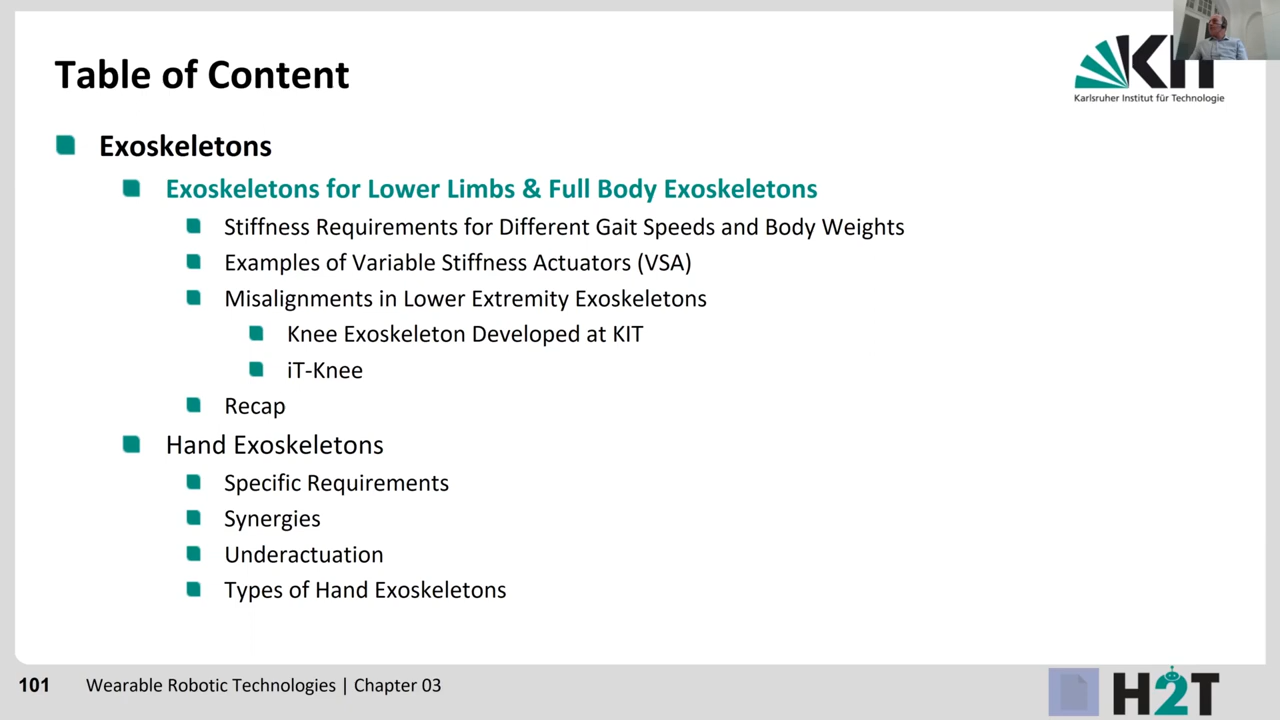 Table of Content
KIT
Karlsruher Institut für Technologie
Exoskeletons
Exoskeletons for Lower Limbs & Full Body Exoskeletons
Stiffness Requirements for Different Gait Speeds and Body Weights
Examples of Variable Stiffness Actuators (VSA)
Misalignments in Lower Extremity Exoskeletons
Knee Exoskeleton Developed at KIT
iT-Knee
Recap
Hand Exoskeletons
Specific Requirements
Synergies
Underactuation
Types of Hand Exoskeletons
101 Wearable Robotic Technologies | Chapter 03
H2T